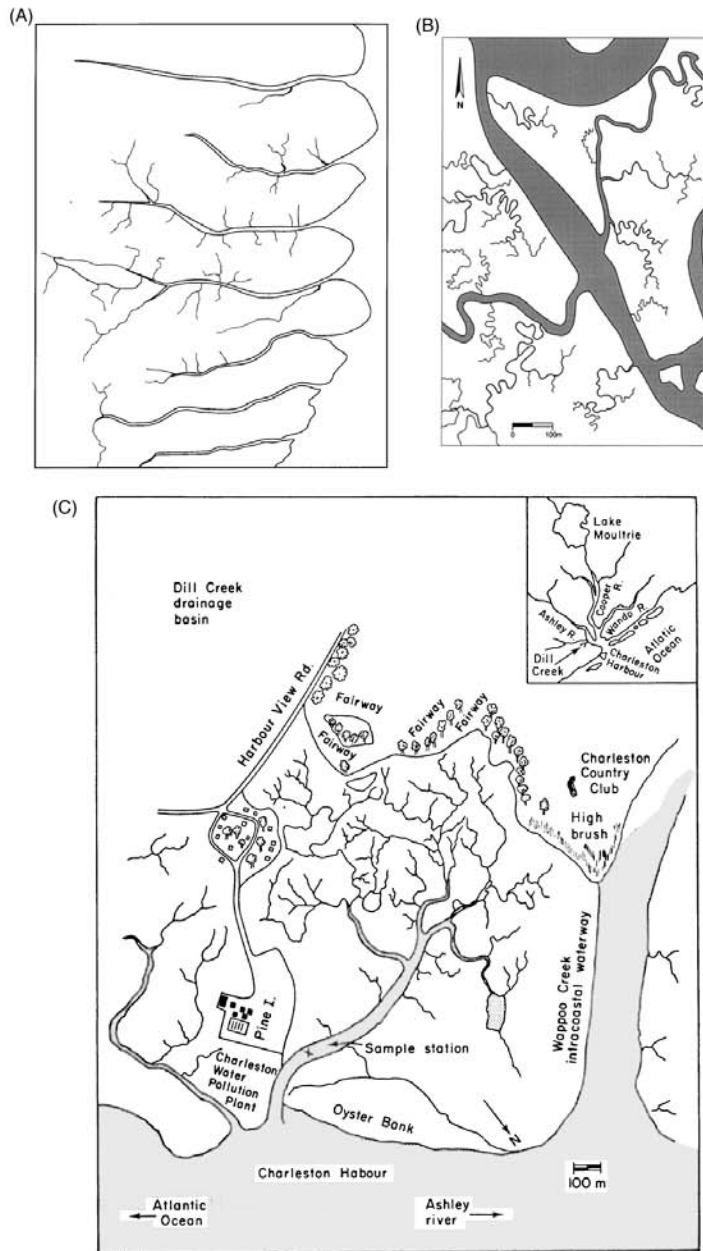 (A)
(B)
N
0 100m
(C)
Lake
Moultrie
Cooper
R.
Ashley R.
Wando R.
Atlatic
Ocean
Dill
Creek
Charleston
Harbour
Dill Creek
drainage
basin
Harbour View Rd.
Fairway
Fairway
Fairway
Fairway
Charleston
Country
Club
High
brush
Wappoo Creek
intracoastal waterway
Pine I.
Sample station
Charleston
Water
Pollution
Plant
Oyster Bank
N
Charleston Habour
100 m
Atlantic
Ocean
Ashley
river